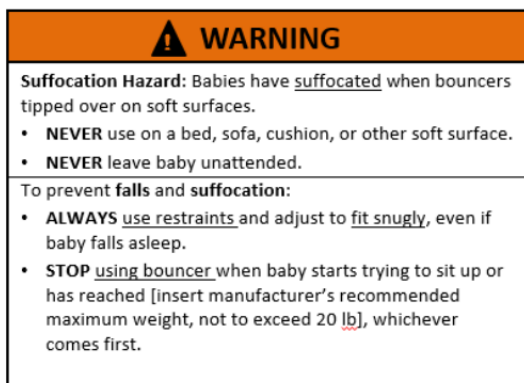 WARNING
Suffocation Hazard: Babies have suffocated when bouncers
tipped over on soft surfaces.
• NEVER use on a bed, sofa, cushion, or other soft surface.
• NEVER leave baby unattended.
To prevent falls and suffocation:
• ALWAYS use restraints and adjust to fit snugly, even if
baby falls asleep.
• STOP using bouncer when baby starts trying to sit up or
has reached [insert manufacturer's recommended
maximum weight, not to exceed 20 lb], whichever
comes first.